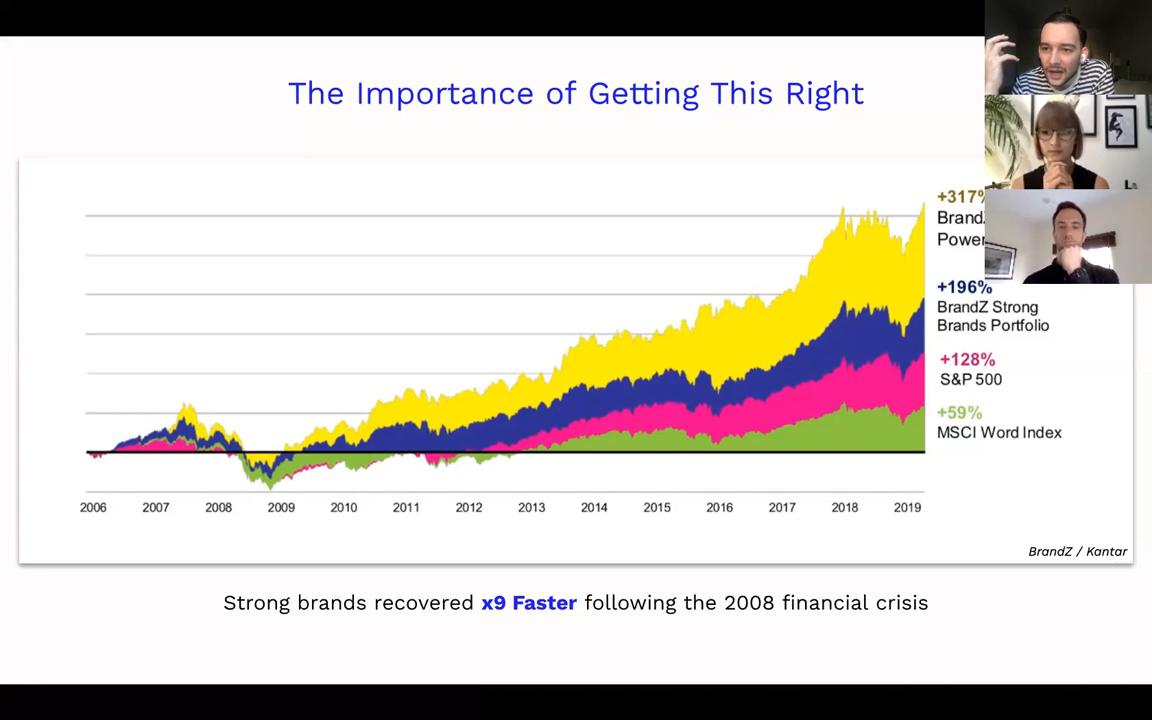 The Importance of Getting This Right
+317%
Power
+196%
BrandZ Strong
Brands Portfolio
+128%
S&P 500
+59%
MSCI Word Index
2006 2007 2008 2009 2010 2011 2012 2013 2014 2015 2016 2017 2018 2019
BrandZ / Kantar
Strong brands recovered x9 Faster following the 2008 financial crisis